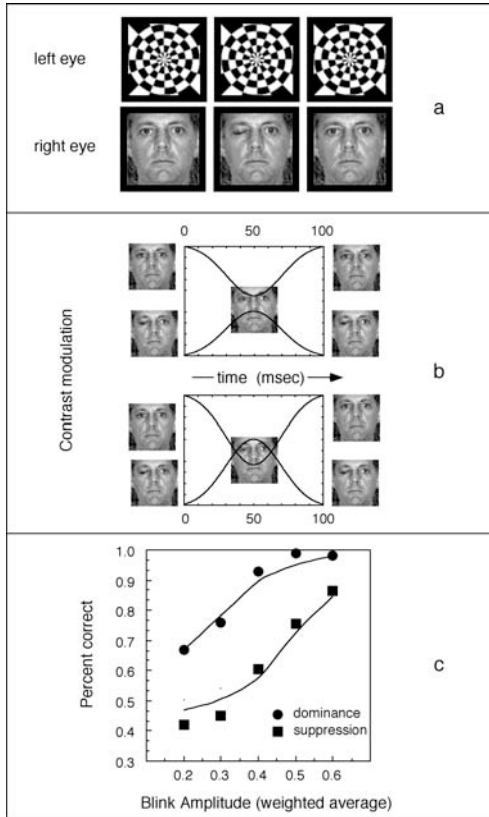 left eye
right eye
a
0 50 100
Contrast modulation
time (msec)
b
0 50 100
Percent correct
1.0
0.9
0.8
0.7
0.6
0.5
0.4
0.3
dominance
suppression
c
0.2 0.3 0.4 0.5 0.6
Blink Amplitude (weighted average)